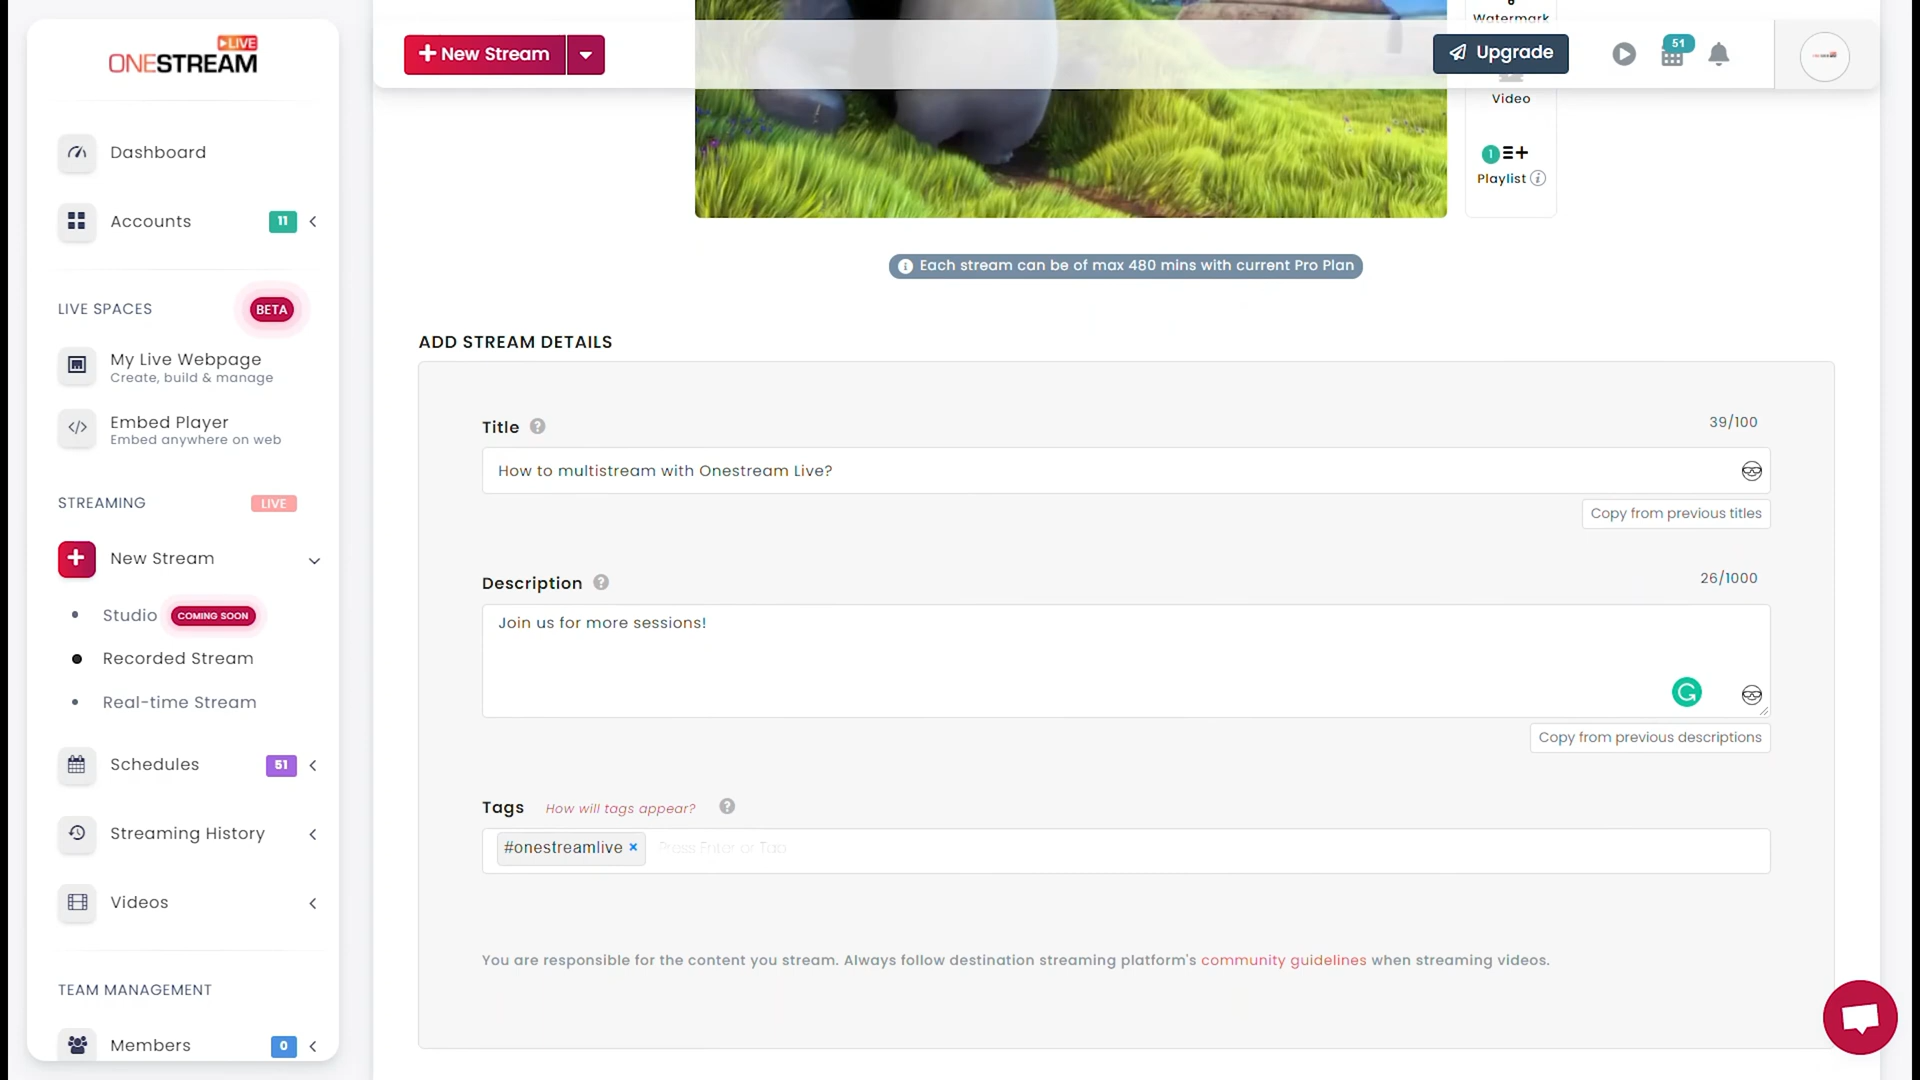 ONESTREAM LIVE
Dashboard
Accounts 11
LIVE SPACES BETA
My Live Webpage
Create, build & manage
Embed Player
Embed anywhere on web
STREAMING LIVE
New Stream
Studio COMING SOON
Recorded Stream
Real-time Stream
Schedules 51
Streaming History
Videos
TEAM MANAGEMENT
Members 0
New Stream
Upgrade
51
Watermark
Video
1
Playlist
Each stream can be of max 480 mins with current Pro Plan
ADD STREAM DETAILS
Title 39/100
How to multistream with Onestream Live?
Copy from previous titles
Description 26/1000
Join us for more sessions!
Copy from previous descriptions
Tags How will tags appear?
#onestreamlive × Press Enter or Tab
You are responsible for the content you stream. Always follow destination streaming platform's community guidelines when streaming videos.